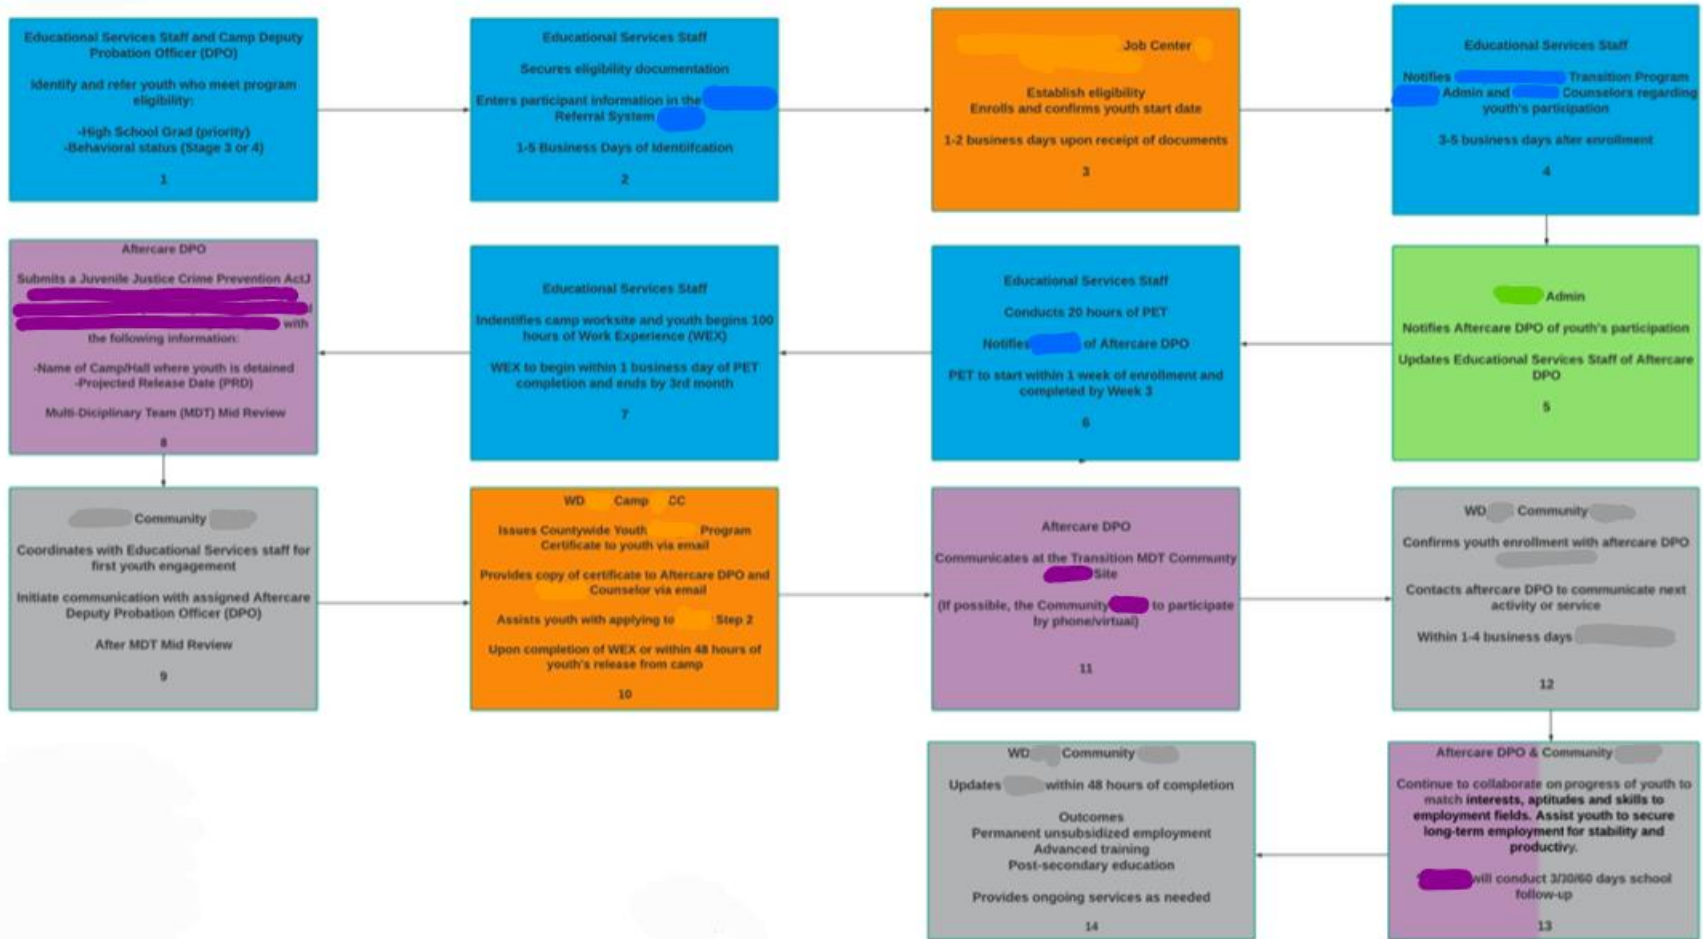 Educational Services Staff and Camp Deputy
Probation Officer (DPO)
Identify and refer youth who meet program
eligibility:
-High School Grad (priority)
-Behavioral status (Stage 3 or 4)
1
Educational Services Staff
Secures eligibility documentation
Enters participant information in the
Referral System
1-5 Business Days of Identiifcation
2
Job Center
Establish eligibility
Enrolls and confirms youth start date
1-2 business days upon receipt of documents
3
Educational Services Staff
Notifies Transition Program
Admin and Counselors regarding
youth's participation
3-5 business days after enrollment
4
Admin
Notifies Aftercare DPO of youth's participation
Updates Educational Services Staff of Aftercare
DPO
5
Educational Services Staff
Conducts 20 hours of PET
Notifies of Aftercare DPO
PET to start within 1 week of enrollment and
completed by Week 3
6
Educational Services Staff
Indentifies camp worksite and youth begins 100
hours of Work Experience (WEX)
WEX to begin within 1 business day of PET
completion and ends by 3rd month
7
Aftercare DPO
Submits a Juvenile Justice Crime Prevention ActJ
with
the following information:
-Name of Camp/Hall where youth is detained
-Projected Release Date (PRD)
Multi-Diciplinary Team (MDT) Mid Review
8
Community
Coordinates with Educational Services staff for
first youth engagement
Initiate communication with assigned Aftercare
Deputy Probation Officer (DPO)
After MDT Mid Review
9
WD Camp CC
Issues Countywide Youth Program
Certificate to youth via email
Provides copy of certificate to Aftercare DPO and
Counselor via email
Assists youth with applying to Step 2
Upon completion of WEX or within 48 hours of
youth's release from camp
10
Aftercare DPO
Communicates at the Transition MDT Communty
Site
(If possible, the Community to participate
by phone/virtual)
11
WD Community
Confirms youth enrollment with aftercare DPO
Contacts aftercare DPO to communicate next
activity or service
Within 1-4 business days
12
Aftercare DPO & Community
Continue to collaborate on progress of youth to
match interests, aptitudes and skills to
employment fields. Assist youth to secure
long-term employment for stability and
productivy.
will conduct 3/30/60 days school
follow-up
13
WD Community
Updates within 48 hours of completion
Outcomes
Permanent unsubsidized employment
Advanced training
Post-secondary education
Provides ongoing services as needed
14